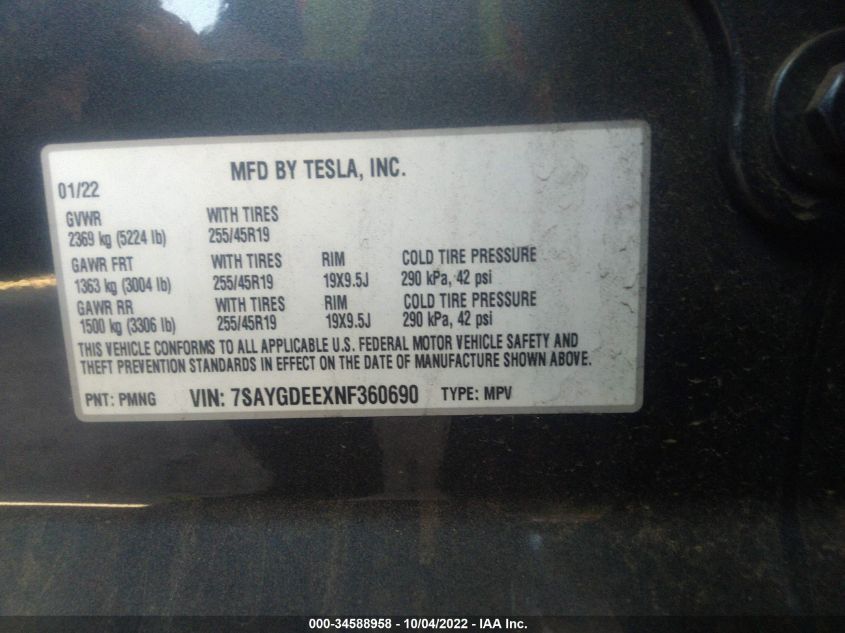 MFD BY TESLA, INC.
01/22
GVWR WITH TIRES
2369 kg (5224 lb) 255/45R19
GAWR FRT WITH TIRES RIM COLD TIRE PRESSURE
1363 kg (3004 lb) 255/45R19 19X9.5J 290 kPa, 42 psi
GAWR RR WITH TIRES RIM COLD TIRE PRESSURE
1500 kg (3306 lb) 255/45R19 19X9.5J 290 kPa, 42 psi
THIS VEHICLE CONFORMS TO ALL APPLICABLE U.S. FEDERAL MOTOR VEHICLE SAFETY AND
THEFT PREVENTION STANDARDS IN EFFECT ON THE DATE OF MANUFACTURE SHOWN ABOVE.
PNT: PMNG VIN: 7SAYGDEEXNF360690 TYPE: MPV
000-34588958 - 10/04/2022 - IAA Inc.